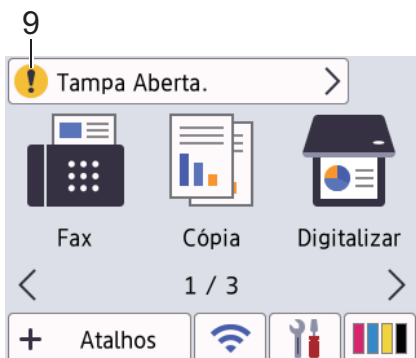 9
! Tampa Aberta.
Fax Cópia Digitalizar
1 / 3
+ Atalhos